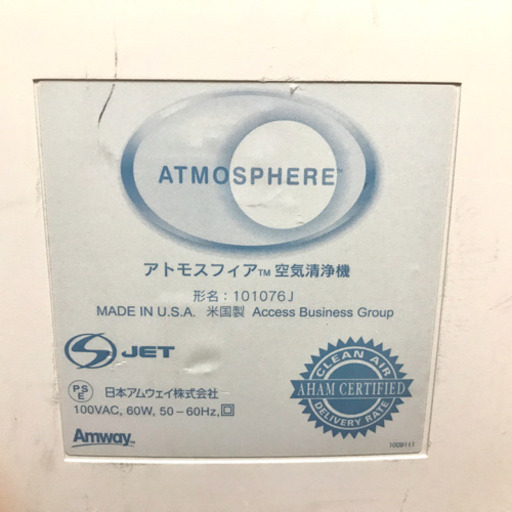 ATMOSPHERE™
アトモスフィア™ 空気清浄機
形名：101076J
MADE IN U.S.A. 米国製 Access Business Group
S JET
PS E
日本アムウェイ株式会社
100VAC, 60W, 50－60Hz,
Amway™
CLEAN AIR
AHAM CERTIFIED
DELIVERY RATE